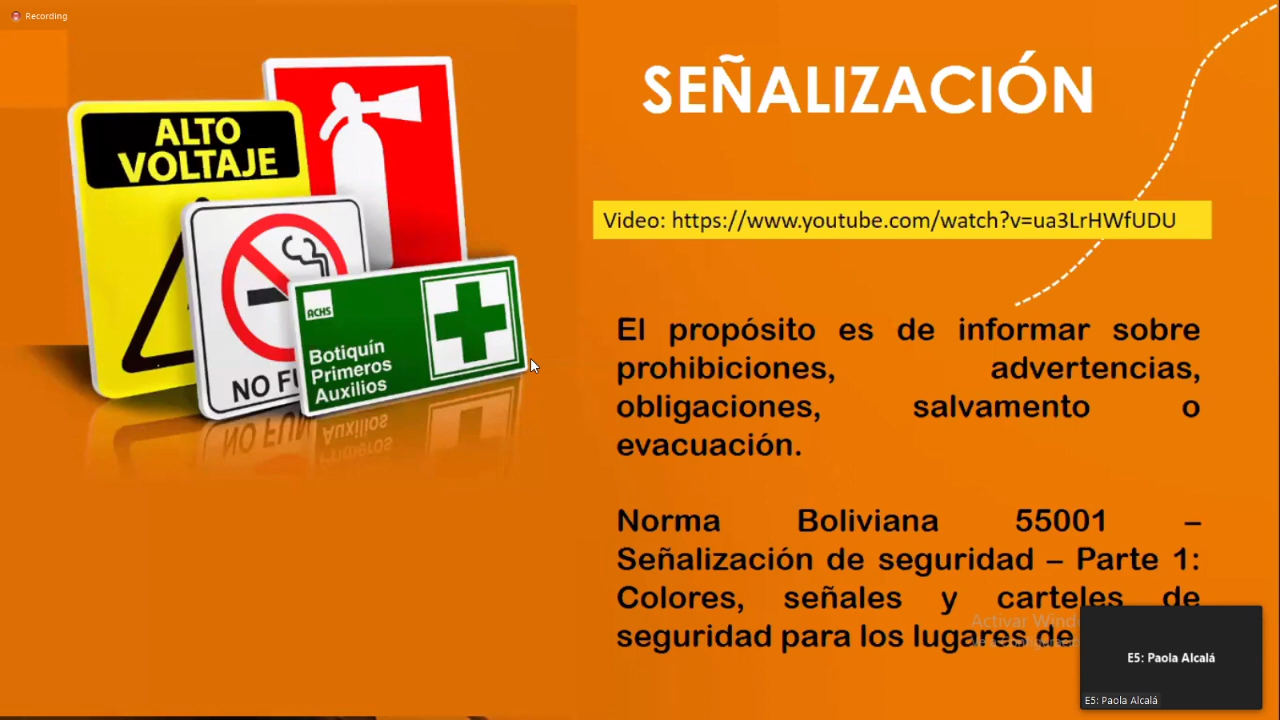 Recording
SEÑALIZACIÓN
ALTO
VOLTAJE
Video: https://www.youtube.com/watch?v=ua3LrHWfUDU
ACHS
Botiquín
Primeros
Auxilios
NO FU
El propósito es de informar sobre
prohibiciones, advertencias,
obligaciones, salvamento o
evacuación.
Norma Boliviana 55001 –
Señalización de seguridad – Parte 1:
Colores, señales y carteles de
seguridad para los lugares de
Activar Wind
E5: Paola Alcalá
E5: Paola Alcalá